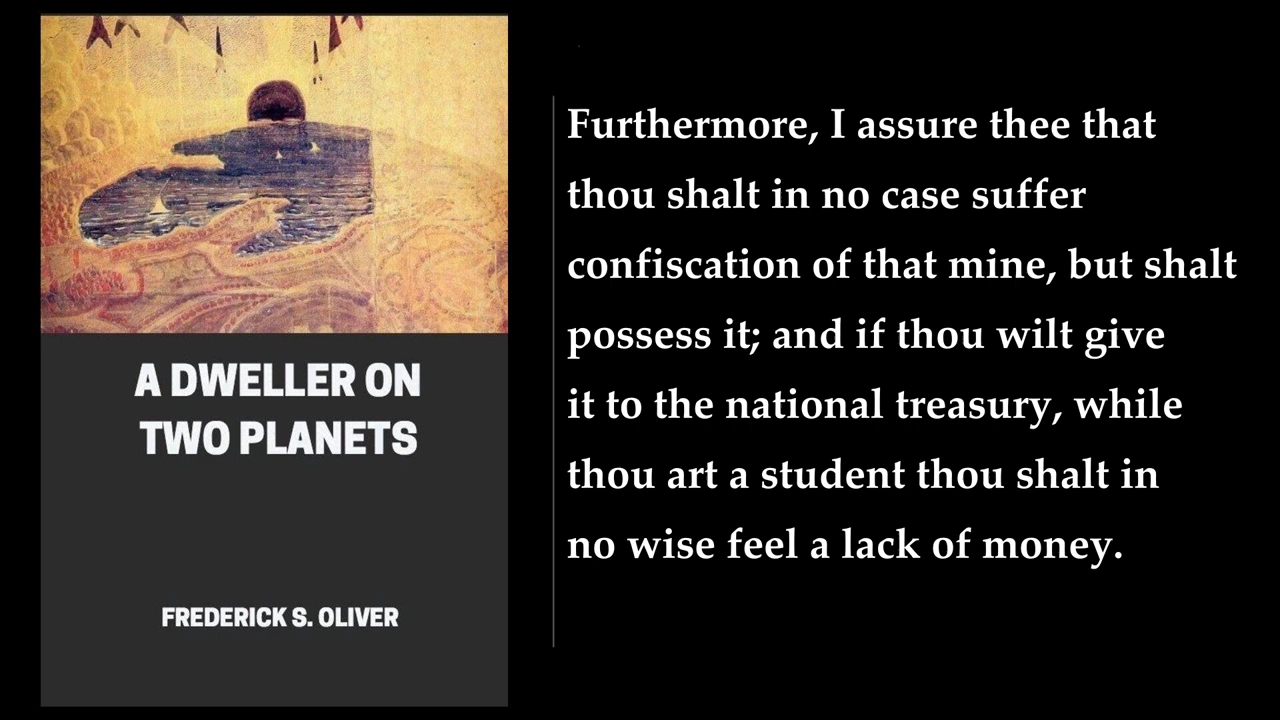 A DWELLER ON
TWO PLANETS
FREDERICK S. OLIVER
Furthermore, I assure thee that
thou shalt in no case suffer
confiscation of that mine, but shalt
possess it; and if thou wilt give
it to the national treasury, while
thou art a student thou shalt in
no wise feel a lack of money.